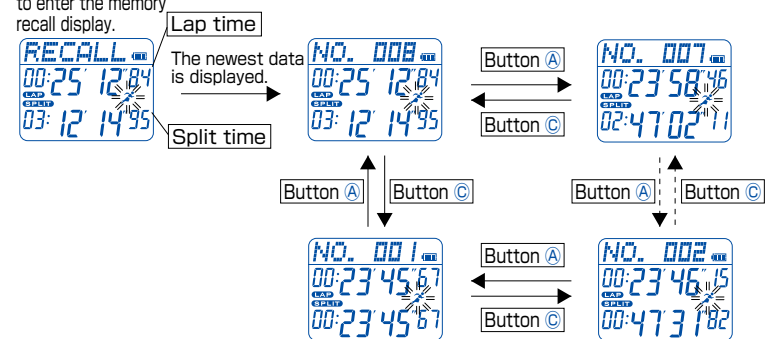 to enter the memory
recall display.
Lap time
RECALL
00:25'12"84
LAP
SPLIT
03:12'14"95
Split time
The newest data
is displayed.
NO. 008
00:25'12"84
LAP
SPLIT
03:12'14"95
Button Ⓐ
Button Ⓒ
NO. 007
00:23'58"46
LAP
SPLIT
02:47'02"11
Button Ⓐ
Button Ⓒ
Button Ⓐ
Button Ⓒ
NO. 001
00:23'45"67
LAP
SPLIT
00:23'45"67
Button Ⓐ
Button Ⓒ
NO. 002
00:23'46"15
LAP
SPLIT
00:47'31"82